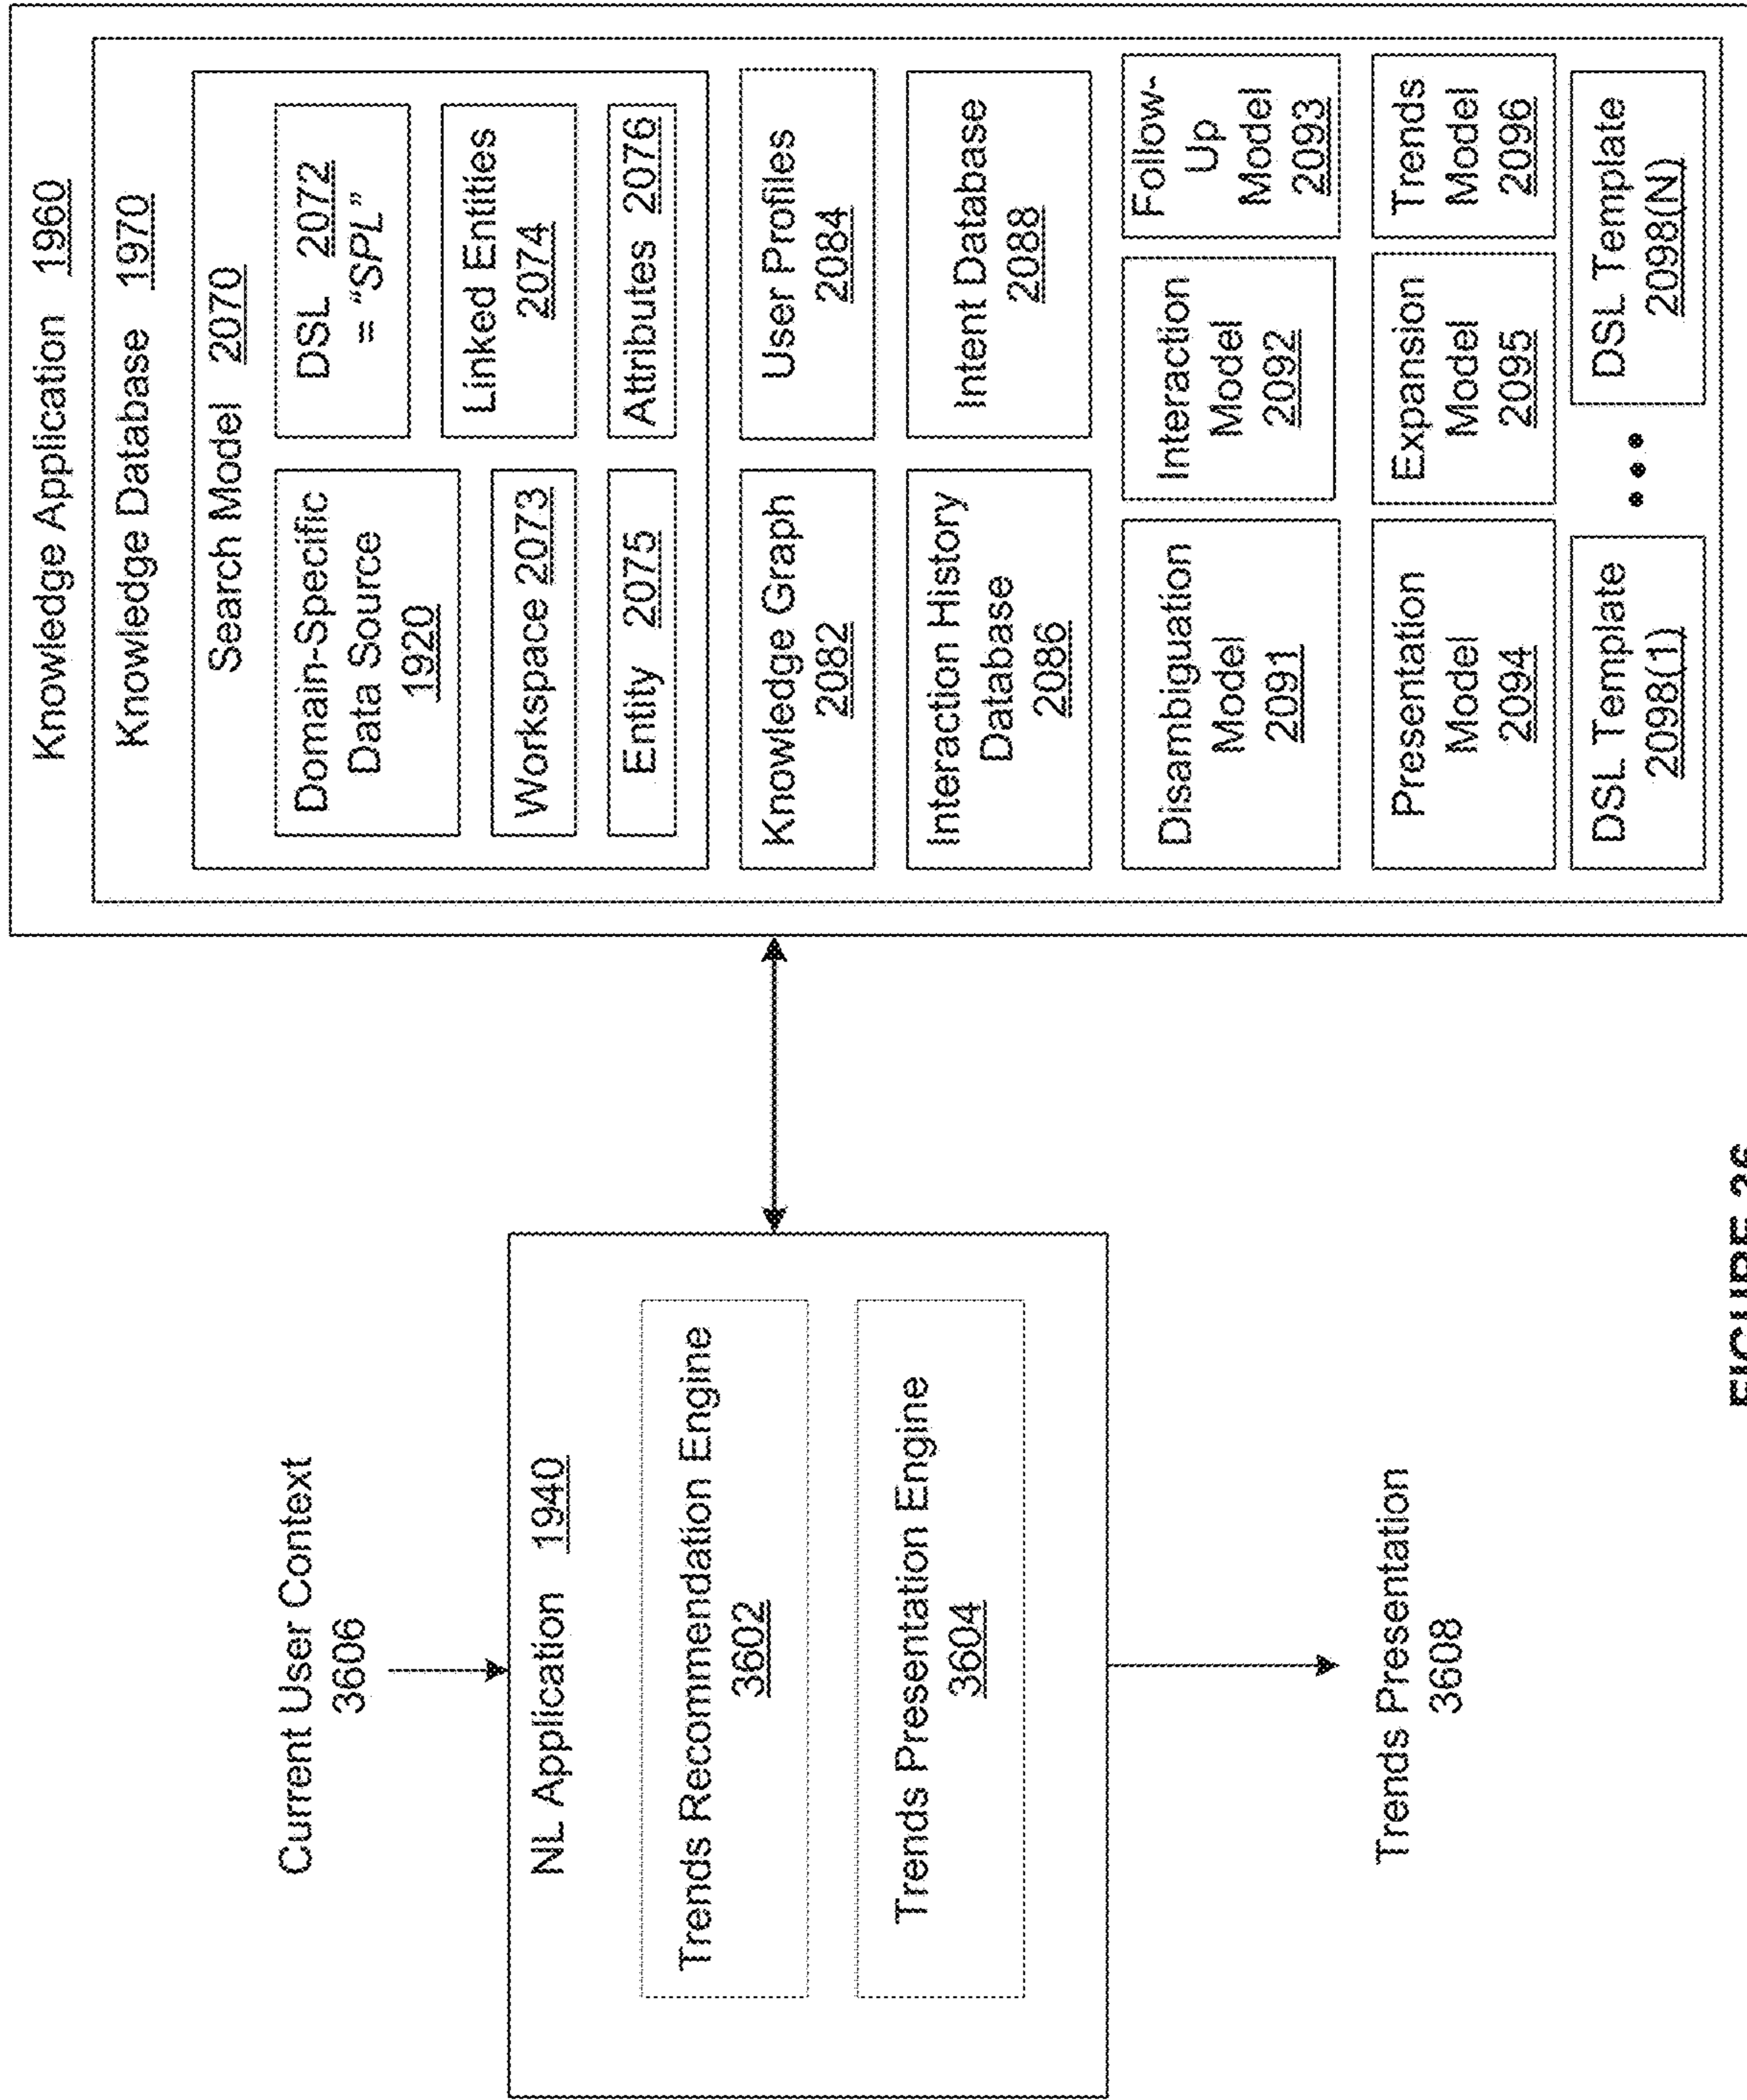 Current User Context
3606
NL Application 1940
Trends Recommendation Engine
3602
Trends Presentation Engine
3604
Trends Presentation
3608
Knowledge Application 1960
Knowledge Database 1970
Search Model 2070
Domain-Specific
Data Source
1920
DSL 2072
= "SPL"
Workspace 2073
Linked Entities
2074
Entity 2075
Attributes 2076
Knowledge Graph
2082
User Profiles
2084
Interaction History
Database
2086
Intent Database
2088
Disambiguation
Model
2091
Interaction
Model
2092
Follow-
Up
Model
2093
Presentation
Model
2094
Expansion
Model
2095
Trends
Model
2096
DSL Template
2098(1)
•••
DSL Template
2098(N)
FIGURE 36